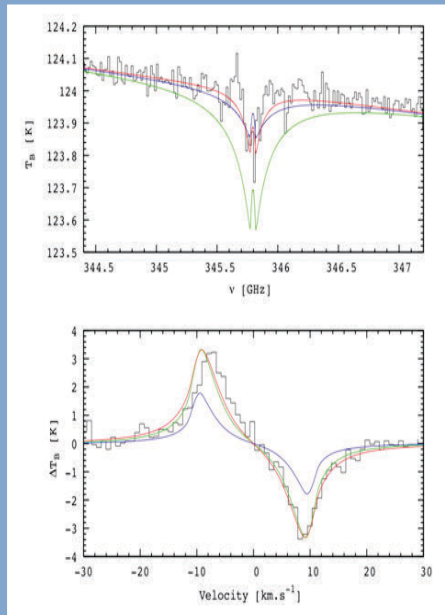 124.2
124.1
124
123.9
123.8
123.7
123.6
123.5
T_B [K]
344.5 345 345.5 346 346.5 347
ν [GHz]
4
3
2
1
0
-1
-2
-3
-4
ΔT_B [K]
-30 -20 -10 0 10 20 30
Velocity [km.s⁻¹]